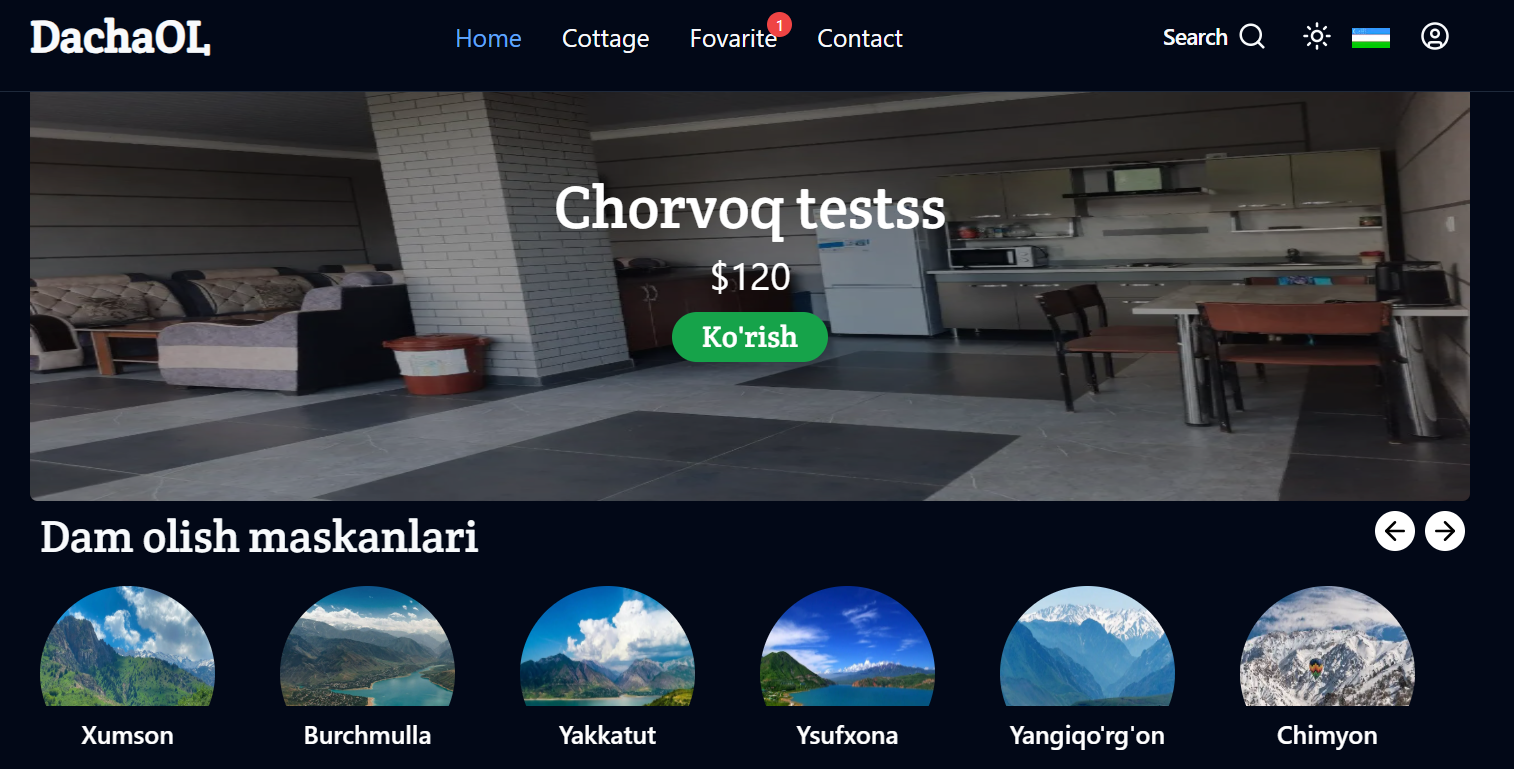 DachaOL
Home Cottage Fovarite 1 Contact Search
Chorvoq testss
$120
Ko'rish
Dam olish maskanlari
Xumson Burchmulla Yakkatut Ysufxona Yangiqo'rg'on Chimyon